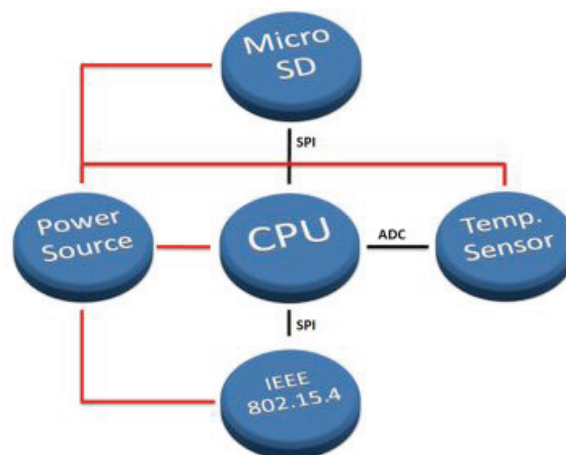 Micro
SD
SPI
Power
Source
CPU
ADC
Temp.
Sensor
SPI
IEEE
802.15.4